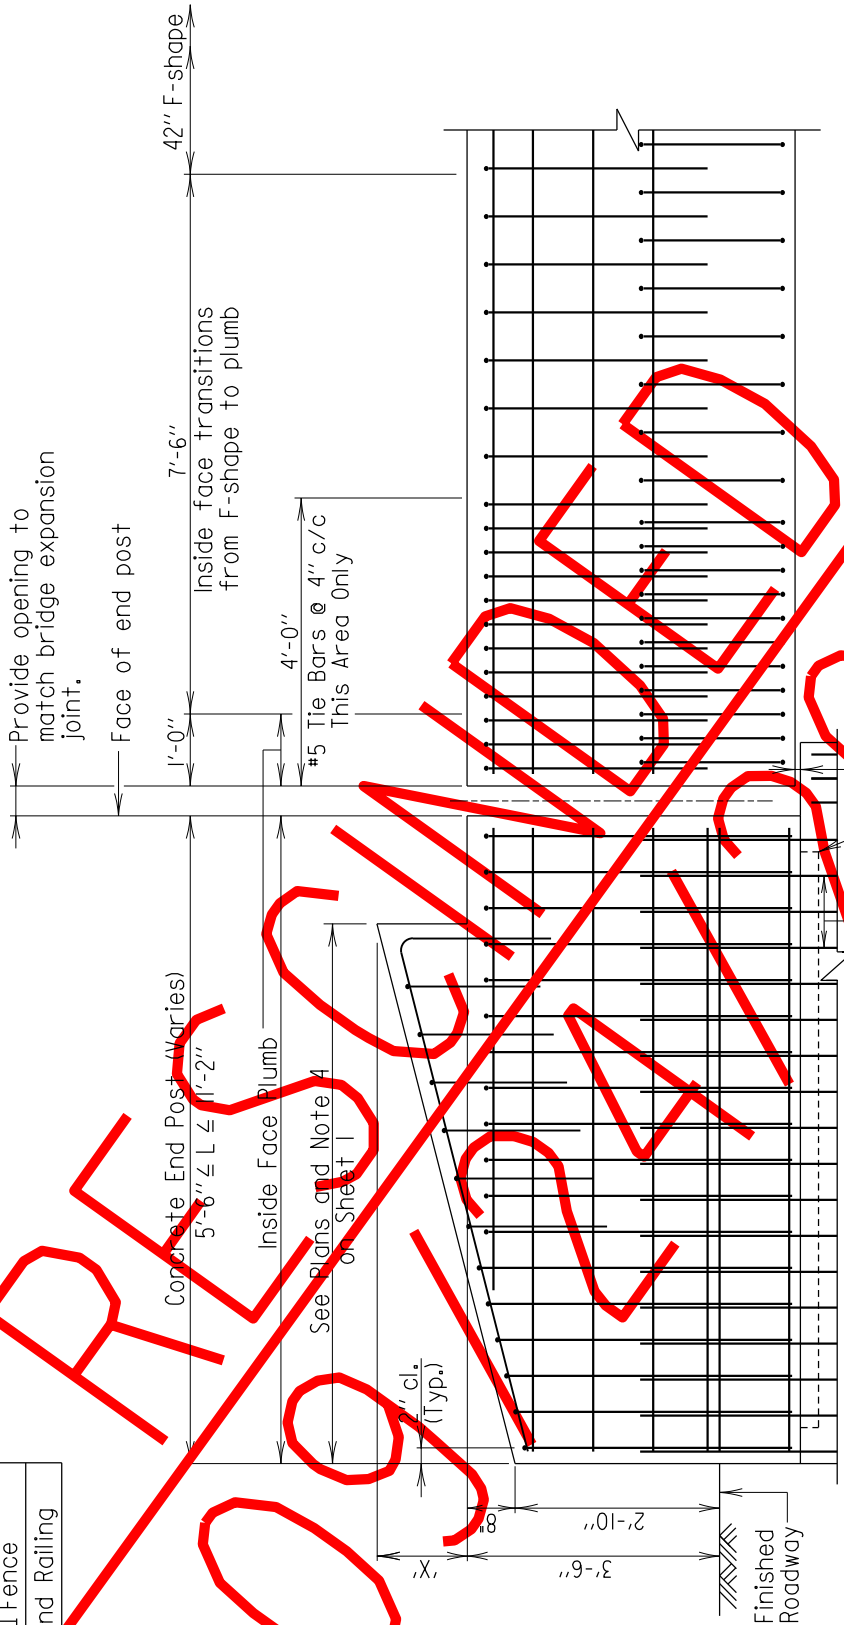 Provide opening to
match bridge expansion
joint.
Face of end post
42" F-shape
7'-6"
Inside face transitions
from F-shape to plumb
1'-0"
4'-0"
#5 Tie Bars @ 4" c/c
This Area Only
Concrete End Post (Varies)
5'-6" ≤ L ≤ 11'-2"
Inside Face Plumb
See Plans and Note 4
on Sheet 1
2" cl.
(Typ.)
8"
2'-10"
'X'
3'-6"
Finished
Roadway
Fence
nd Railing
RESCINDED